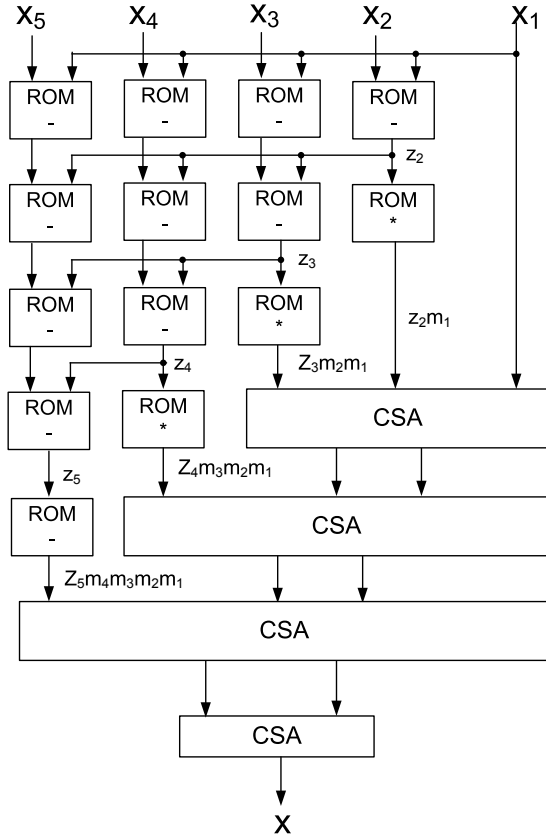 x5 x4 x3 x2 x1
ROM ROM ROM ROM
- - - -
z2
ROM ROM ROM ROM
- - - *
z3
z2m1
ROM ROM ROM
- - *
z4
Z3m2m1
ROM ROM CSA
- *
z5
Z4m3m2m1
ROM CSA
-
Z5m4m3m2m1
CSA
CSA
x